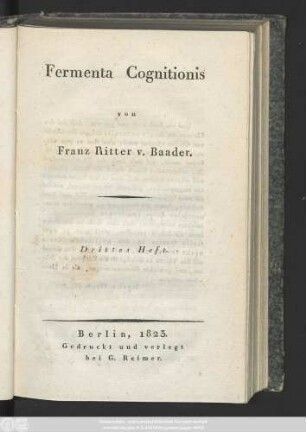 Fermenta Cognitionis
von
Franz Ritter v. Baader.
Drittes Heft.
Berlin, 1823.
Gedruckt und verlegt
bei G. Reimer.